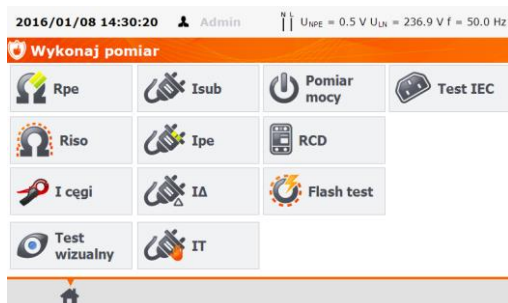 2016/01/08 14:30:20 Admin N L UNPE = 0.5 V ULN = 236.9 V f = 50.0 Hz
Wykonaj pomiar
Rpe Isub Pomiar mocy Test IEC
Riso Ipe RCD
I cęgi IΔ Flash test
Test wizualny IT